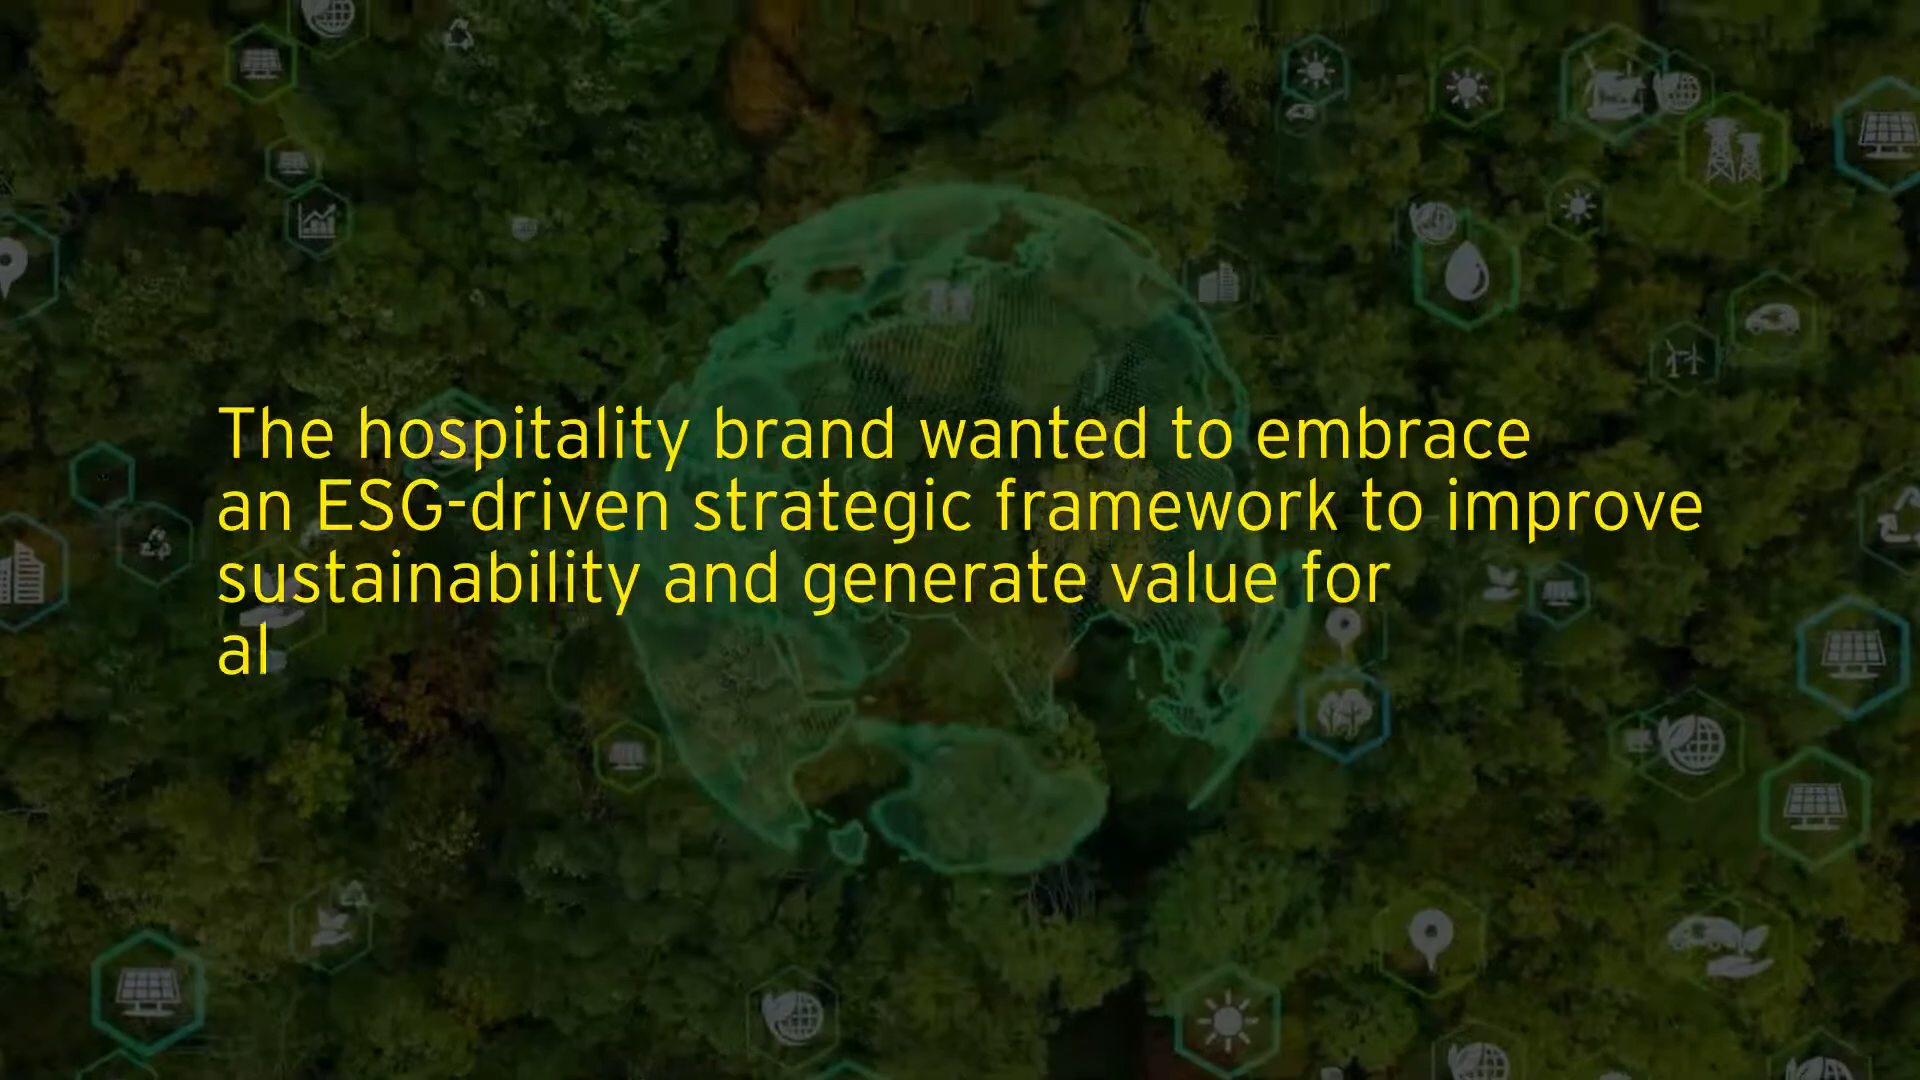 The hospitality brand wanted to embrace
an ESG-driven strategic framework to improve
sustainability and generate value for
al